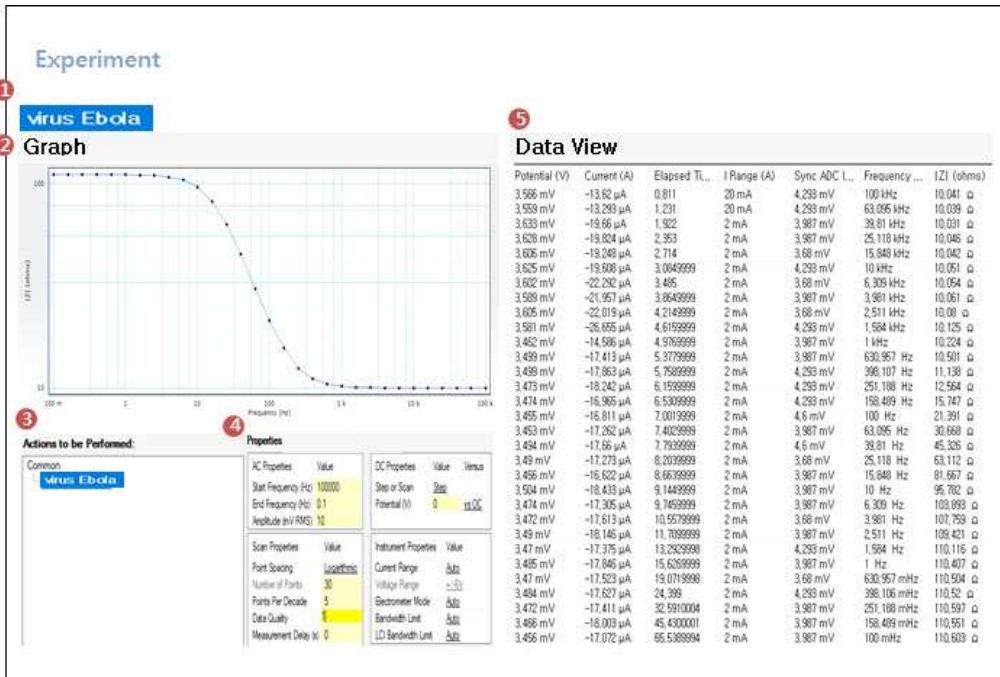 Experiment
1
virus Ebola
2
Graph
100
10
|Z| (ohms)
100 m 1 10 100 1 k 10 k 100 k
Frequency (Hz)
3
Actions to be Performed:
Common
virus Ebola
4
Properties
AC Properties Value
Start Frequency (Hz) 100000
End Frequency (Hz) 0.1
Amplitude (mV RMS) 10
DC Properties Value Versus
Step or Scan Step
Potential (V) 0 vs OC
Scan Properties Value
Point Spacing Logarithmic
Number of Points 30
Points Per Decade 5
Data Quality 1
Measurement Delay (s) 0
Instrument Properties Value
Current Range Auto
Voltage Range
Electrometer Mode Auto
Bandwidth Limit Auto
LCI Bandwidth Limit Auto
5
Data View
Potential (V) Current (A) Elapsed Ti... I Range (A) Sync ADC I... Frequency ... |Z| (ohms)
3,566 mV -13,62 µA 0,811 20 mA 4,293 mV 100 kHz 10,041 Ω
3,559 mV -13,293 µA 1,231 20 mA 4,293 mV 63,095 kHz 10,039 Ω
3,633 mV -19,66 µA 1,922 2 mA 3,987 mV 39,81 kHz 10,031 Ω
3,628 mV -19,824 µA 2,353 2 mA 3,987 mV 25,118 kHz 10,046 Ω
3,606 mV -19,248 µA 2,714 2 mA 3,68 mV 15,848 kHz 10,042 Ω
3,625 mV -19,608 µA 3,0849999 2 mA 4,293 mV 10 kHz 10,051 Ω
3,602 mV -22,292 µA 3,485 2 mA 3,68 mV 6,309 kHz 10,054 Ω
3,589 mV -21,957 µA 3,8649999 2 mA 3,987 mV 3,981 kHz 10,061 Ω
3,605 mV -22,019 µA 4,2149999 2 mA 3,68 mV 2,511 kHz 10,08 Ω
3,581 mV -26,655 µA 4,6159999 2 mA 4,293 mV 1,584 kHz 10,125 Ω
3,462 mV -14,586 µA 4,9769999 2 mA 3,987 mV 1 kHz 10,224 Ω
3,499 mV -17,413 µA 5,3779999 2 mA 3,987 mV 630,957 Hz 10,501 Ω
3,499 mV -17,863 µA 5,7589999 2 mA 4,293 mV 398,107 Hz 11,138 Ω
3,473 mV -18,242 µA 6,1599999 2 mA 4,293 mV 251,188 Hz 12,564 Ω
3,474 mV -16,965 µA 6,5309999 2 mA 4,293 mV 158,489 Hz 15,747 Ω
3,455 mV -16,811 µA 7,0019999 2 mA 4,6 mV 100 Hz 21,391 Ω
3,453 mV -17,262 µA 7,4029999 2 mA 3,987 mV 63,095 Hz 30,668 Ω
3,494 mV -17,66 µA 7,7939999 2 mA 4,6 mV 39,81 Hz 45,326 Ω
3,49 mV -17,273 µA 8,2039999 2 mA 3,68 mV 25,118 Hz 63,112 Ω
3,456 mV -16,622 µA 8,6639999 2 mA 3,987 mV 15,848 Hz 81,667 Ω
3,504 mV -18,433 µA 9,1449999 2 mA 3,987 mV 10 Hz 95,782 Ω
3,474 mV -17,305 µA 9,7459999 2 mA 3,987 mV 6,309 Hz 103,893 Ω
3,472 mV -17,613 µA 10,5579999 2 mA 3,68 mV 3,981 Hz 107,759 Ω
3,49 mV -18,146 µA 11,7099999 2 mA 3,987 mV 2,511 Hz 109,421 Ω
3,47 mV -17,375 µA 13,2929998 2 mA 4,293 mV 1,584 Hz 110,116 Ω
3,485 mV -17,846 µA 15,6269999 2 mA 3,987 mV 1 Hz 110,407 Ω
3,47 mV -17,523 µA 19,0719998 2 mA 3,68 mV 630,957 mHz 110,504 Ω
3,484 mV -17,627 µA 24,399 2 mA 4,293 mV 398,106 mHz 110,52 Ω
3,472 mV -17,411 µA 32,5910004 2 mA 3,987 mV 251,188 mHz 110,597 Ω
3,466 mV -18,003 µA 45,4300001 2 mA 3,987 mV 158,489 mHz 110,551 Ω
3,456 mV -17,072 µA 65,5389994 2 mA 3,987 mV 100 mHz 110,603 Ω